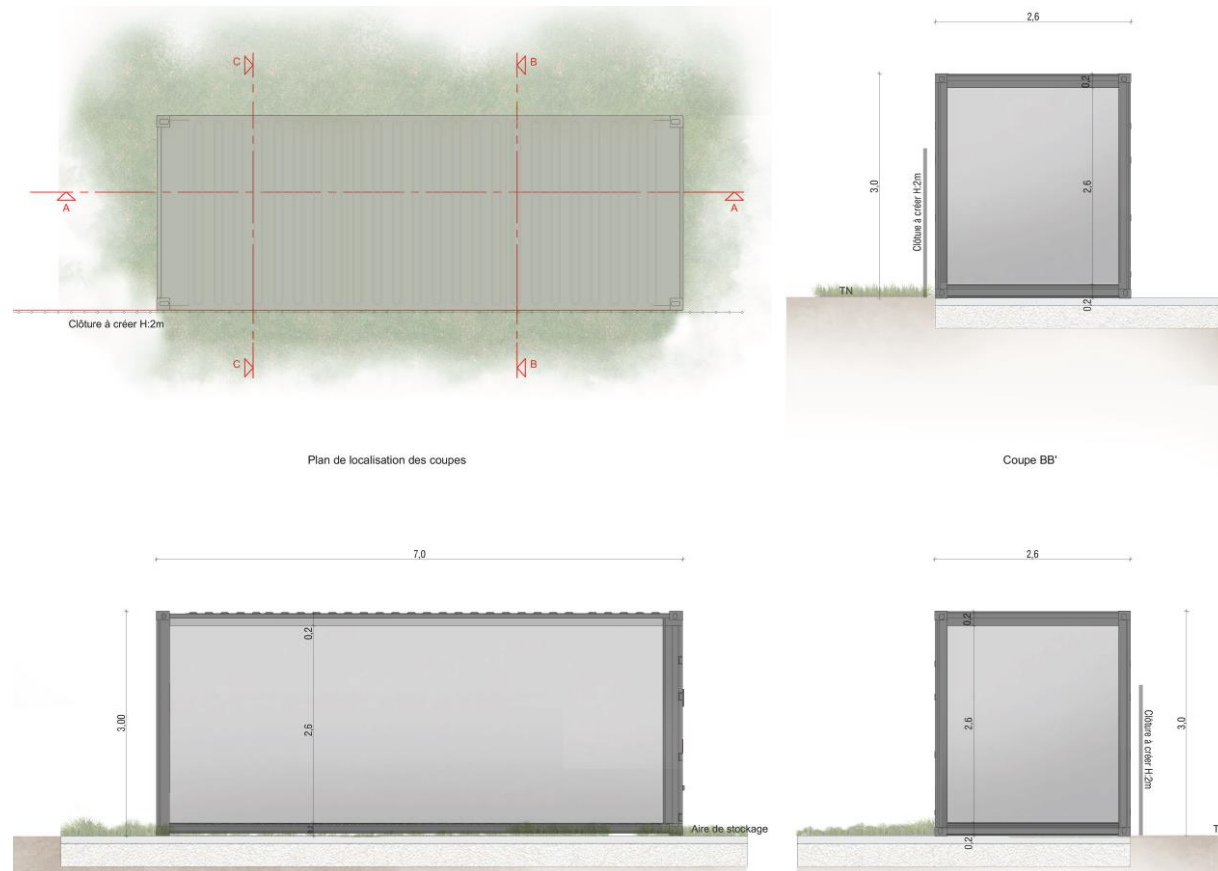 C
B
A
A
Clôture à créer H:2m
C
B
Plan de localisation des coupes
2,6
0,2
3,0
Clôture à créer H:2m
2,6
TN
0,2
Coupe BB'
7,0
0,2
3.00
2,6
Aire de stockage
2,6
0,2
2,6
Clôture à créer H:2m
3,0
0,2
T